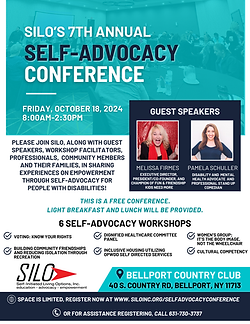 SILO'S 7TH ANNUAL
SELF-ADVOCACY
CONFERENCE
FRIDAY, OCTOBER 18, 2024
8:00AM-2:30PM
PLEASE JOIN SILO, ALONG WITH GUEST
SPEAKERS, WORKSHOP FACILITATORS,
PROFESSIONALS, COMMUNITY MEMBERS
AND THEIR FAMILIES, IN SHARING
EXPERIENCES ON EMPOWERMENT
THROUGH SELF-ADVOCACY FOR
PEOPLE WITH DISABILITIES!
GUEST SPEAKERS
MELISSA FIRMES
EXECUTIVE DIRECTOR,
PRESIDENT/CO-FOUNDER, AND
CHAMPION OF FUN & FRIENDSHIP
KIDS NEED MORE
PAMELA SCHULLER
DISABILITY AND MENTAL
HEALTH ADVOCATE AND
PROFESSIONAL STAND UP
COMEDIAN
THIS IS A FREE CONFERENCE.
LIGHT BREAKFAST AND LUNCH WILL BE PROVIDED.
6 SELF-ADVOCACY WORKSHOPS
VOTING: KNOW YOUR RIGHTS
BUILDING COMMUNITY FRIENDSHIPS
AND REDUCING ISOLATION THROUGH
RECREATION
DIGNIFIED HEALTHCARE COMMITTEE
PANEL
INCLUSIVE HOUSING UTILIZING
OPWDD SELF DIRECTED SERVICES
WOMEN'S GROUP:
IT'S THE BODY IMAGE,
NOT THE WHEELCHAIR
CULTURAL COMPETENCY
SILO
Self-Initiated Living Options, Inc.
education - advocacy - empowerment
BELLPORT COUNTRY CLUB
40 S. COUNTRY RD, BELLPORT, NY 11713
SPACE IS LIMITED, REGISTER NOW AT WWW.SILOINC.ORG/SELFADVOCACYCONFERENCE
OR FOR ASSISTANCE REGISTERING, CALL 631-730-3737